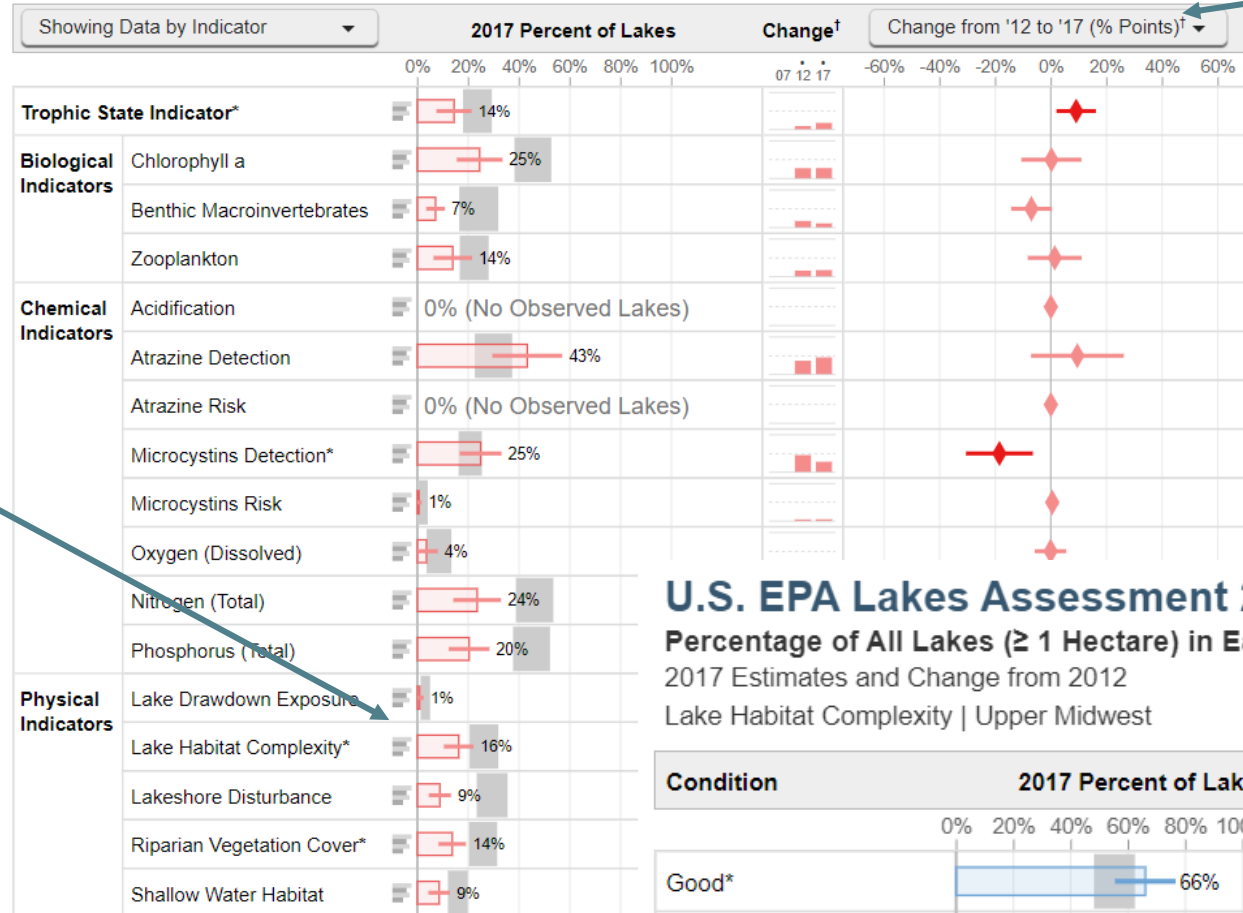 Showing Data by Indicator ▼ 2017 Percent of Lakes Change† Change from '12 to '17 (% Points)† ▼
0% 20% 40% 60% 80% 100% 07 12 17 -60% -40% -20% 0% 20% 40% 60%
Trophic State Indicator* 14%
Biological Indicators
Chlorophyll a 25%
Benthic Macroinvertebrates 7%
Zooplankton 14%
Chemical Indicators
Acidification 0% (No Observed Lakes)
Atrazine Detection 43%
Atrazine Risk 0% (No Observed Lakes)
Microcystins Detection* 25%
Microcystins Risk 1%
Oxygen (Dissolved) 4%
Nitrogen (Total) 24%
Phosphorus (Total) 20%
Physical Indicators
Lake Drawdown Exposure 1%
Lake Habitat Complexity* 16%
Lakeshore Disturbance 9%
Riparian Vegetation Cover* 14%
Shallow Water Habitat 9%
U.S. EPA Lakes Assessment
Percentage of All Lakes (≥ 1 Hectare) in
2017 Estimates and Change from 2012
Lake Habitat Complexity | Upper Midwest
Condition 2017 Percent of
0% 20% 40% 60% 80%
Good* 66%